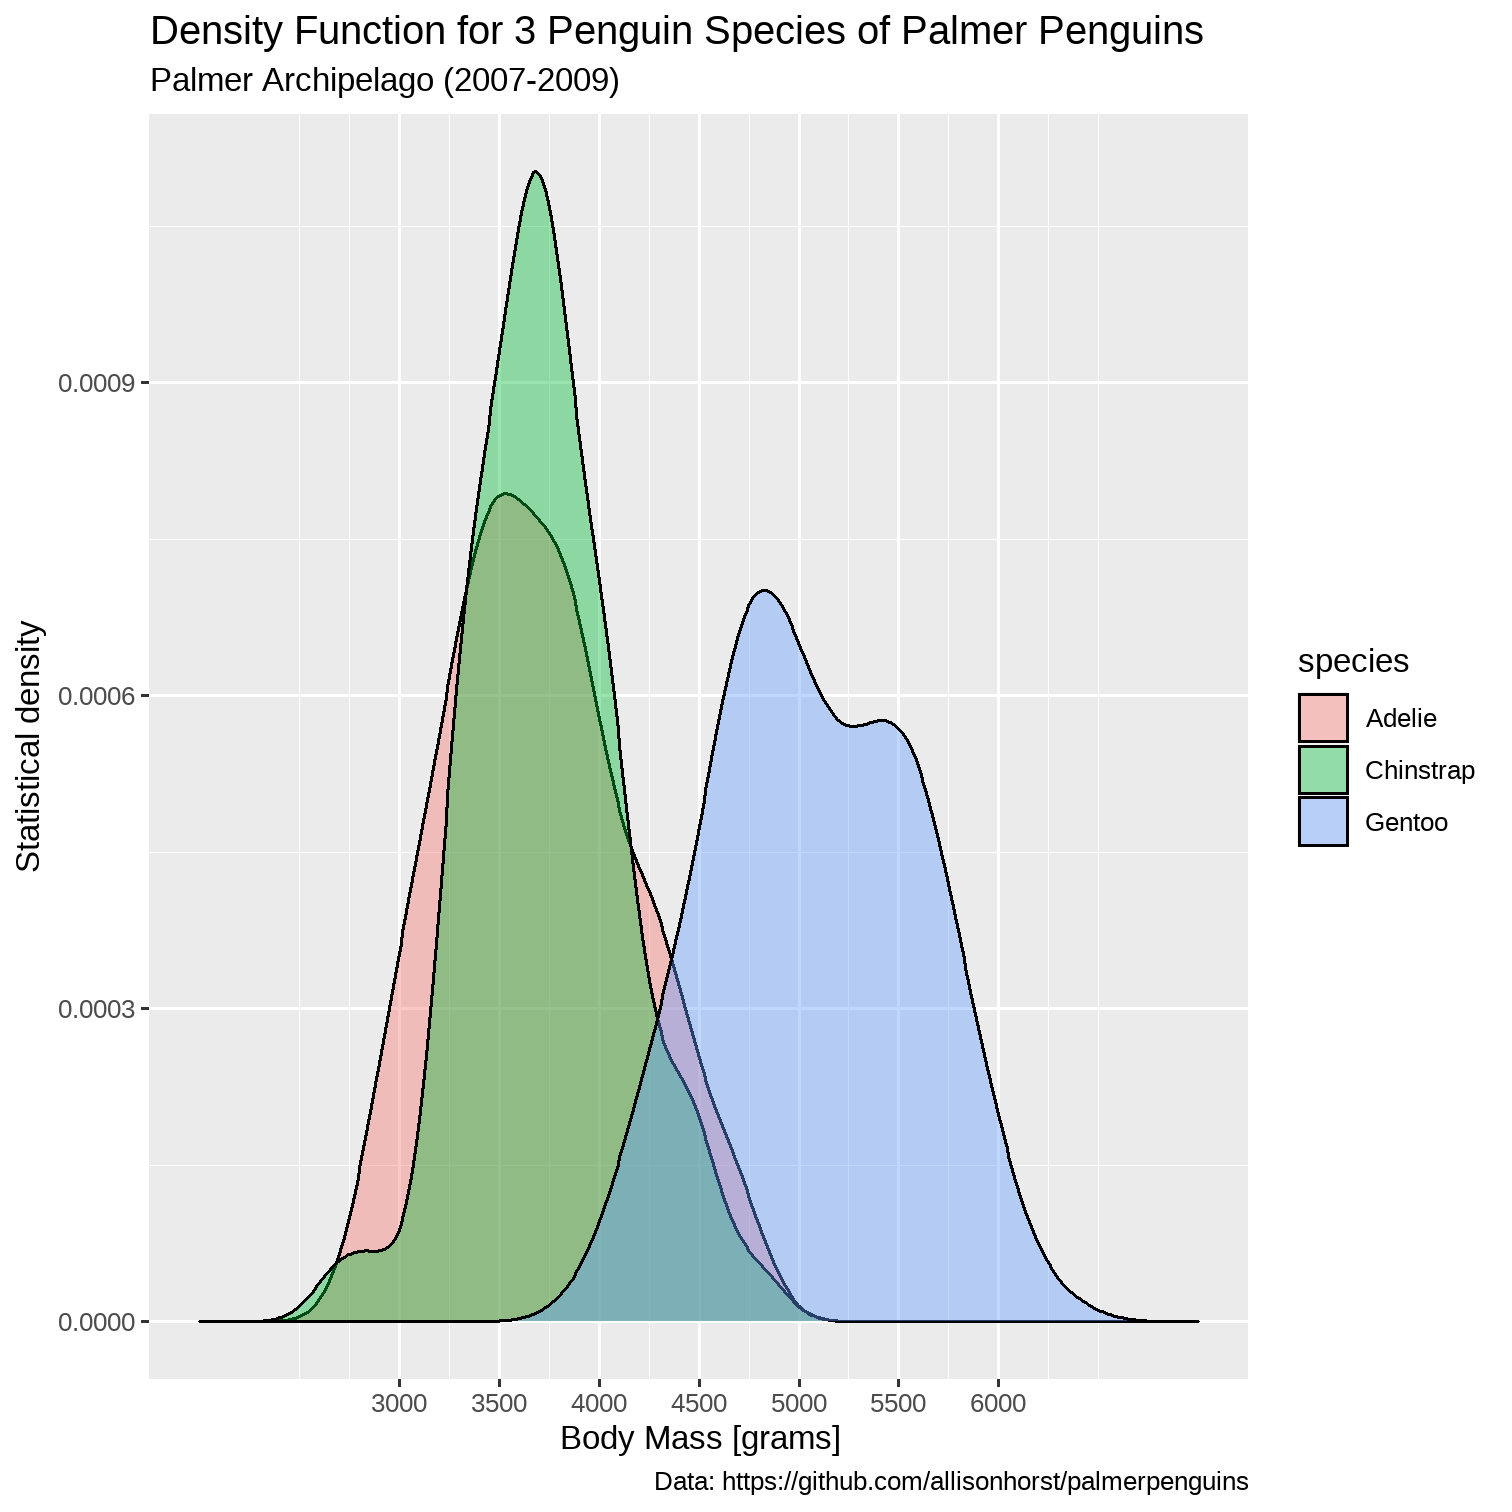 Density Function for 3 Penguin Species of Palmer Penguins
Palmer Archipelago (2007-2009)
Statistical density
0.0009
0.0006
0.0003
0.0000
3000 3500 4000 4500 5000 5500 6000
Body Mass [grams]
species
Adelie
Chinstrap
Gentoo
Data: https://github.com/allisonhorst/palmerpenguins